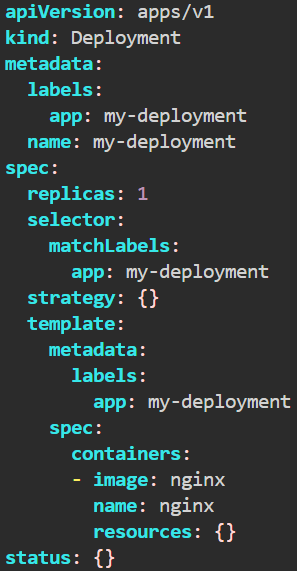 apiVersion: apps/v1
kind: Deployment
metadata:
  labels:
    app: my-deployment
  name: my-deployment
spec:
  replicas: 1
  selector:
    matchLabels:
      app: my-deployment
  strategy: {}
  template:
    metadata:
      labels:
        app: my-deployment
    spec:
      containers:
      - image: nginx
        name: nginx
        resources: {}
status: {}